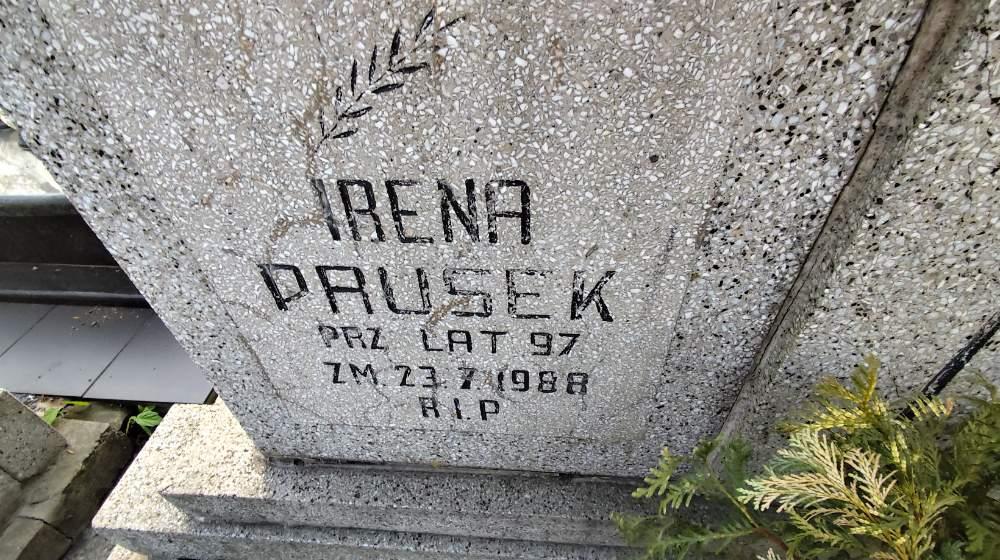 IRENA
PRUSEK
PRZ. LAT 97
ZM. 23.7.1988
R.I.P